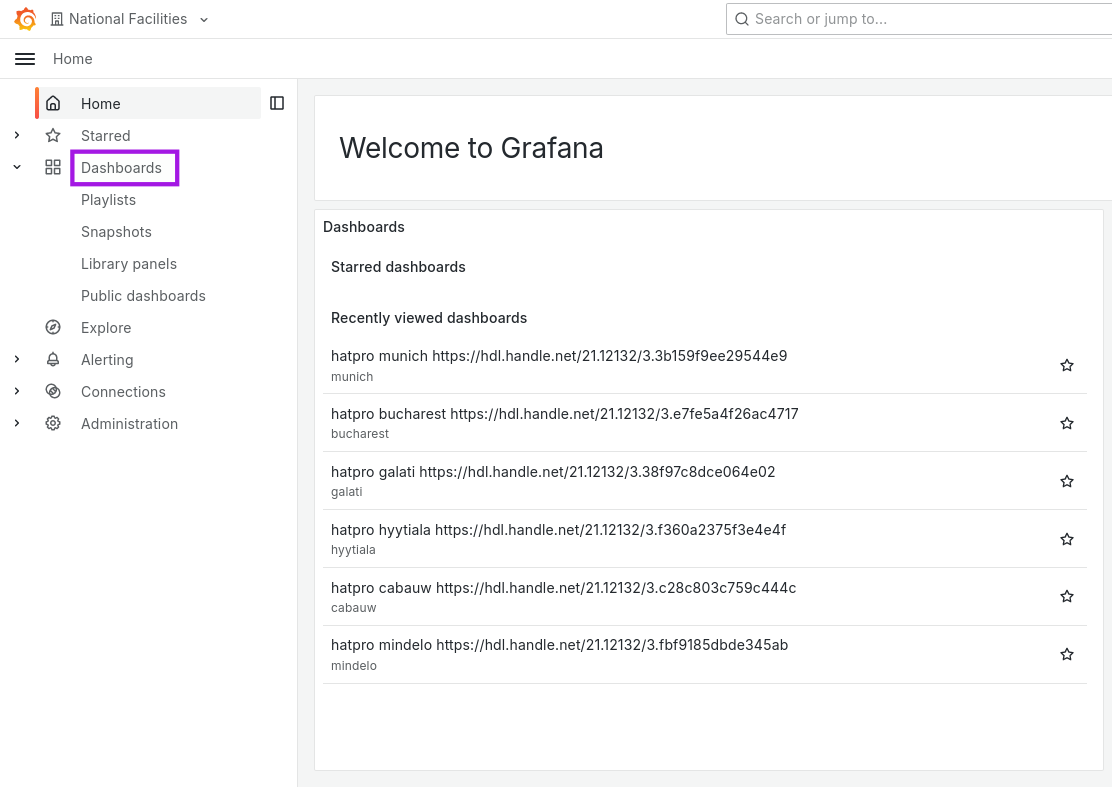 National Facilities
Search or jump to...
Home
Home
Starred
Dashboards
Playlists
Snapshots
Library panels
Public dashboards
Explore
Alerting
Connections
Administration
Welcome to Grafana
Dashboards
Starred dashboards
Recently viewed dashboards
hatpro munich https://hdl.handle.net/21.12132/3.3b159f9ee29544e9
munich
hatpro bucharest https://hdl.handle.net/21.12132/3.e7fe5a4f26ac4717
bucharest
hatpro galati https://hdl.handle.net/21.12132/3.38f97c8dce064e02
galati
hatpro hyytiala https://hdl.handle.net/21.12132/3.f360a2375f3e4e4f
hyytiala
hatpro cabauw https://hdl.handle.net/21.12132/3.c28c803c759c444c
cabauw
hatpro mindelo https://hdl.handle.net/21.12132/3.fbf9185dbde345ab
mindelo